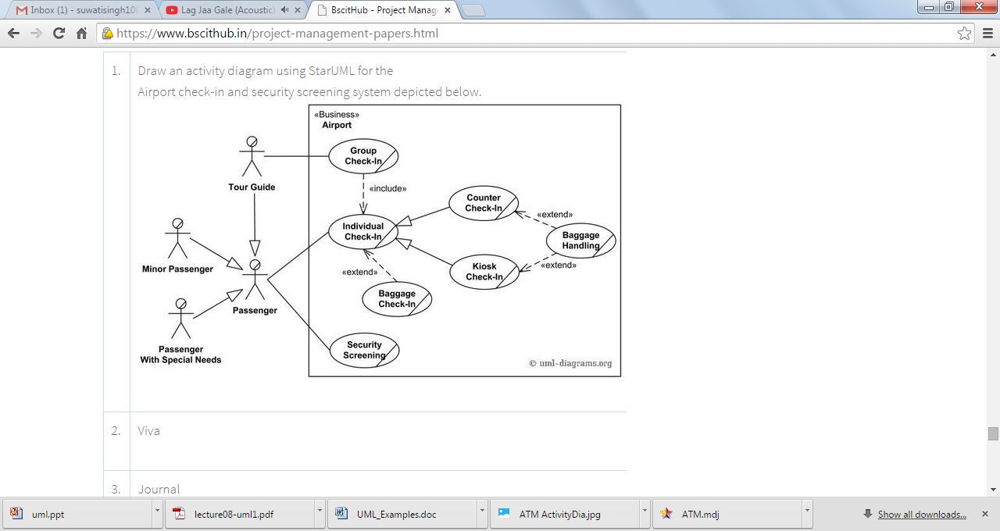 Inbox (1) - suwatisingh10
Lag Jaa Gale (Acoustic)
BscitHub - Project Manag
https://www.bscithub.in/project-management-papers.html
1.
Draw an activity diagram using StarUML for the
Airport check-in and security screening system depicted below.
«Business»
Airport
Group
Check-In
Tour Guide
«include»
Counter
Check-In
«extend»
Individual
Check-In
Baggage
Handling
Minor Passenger
«extend»
Kiosk
Check-In
«extend»
Baggage
Check-In
Passenger
Security
Screening
Passenger
With Special Needs
© uml-diagrams.org
2.
Viva
3.
Journal
uml.ppt
lecture08-uml1.pdf
UML_Examples.doc
ATM ActivityDia.jpg
ATM.mdj
Show all downloads...